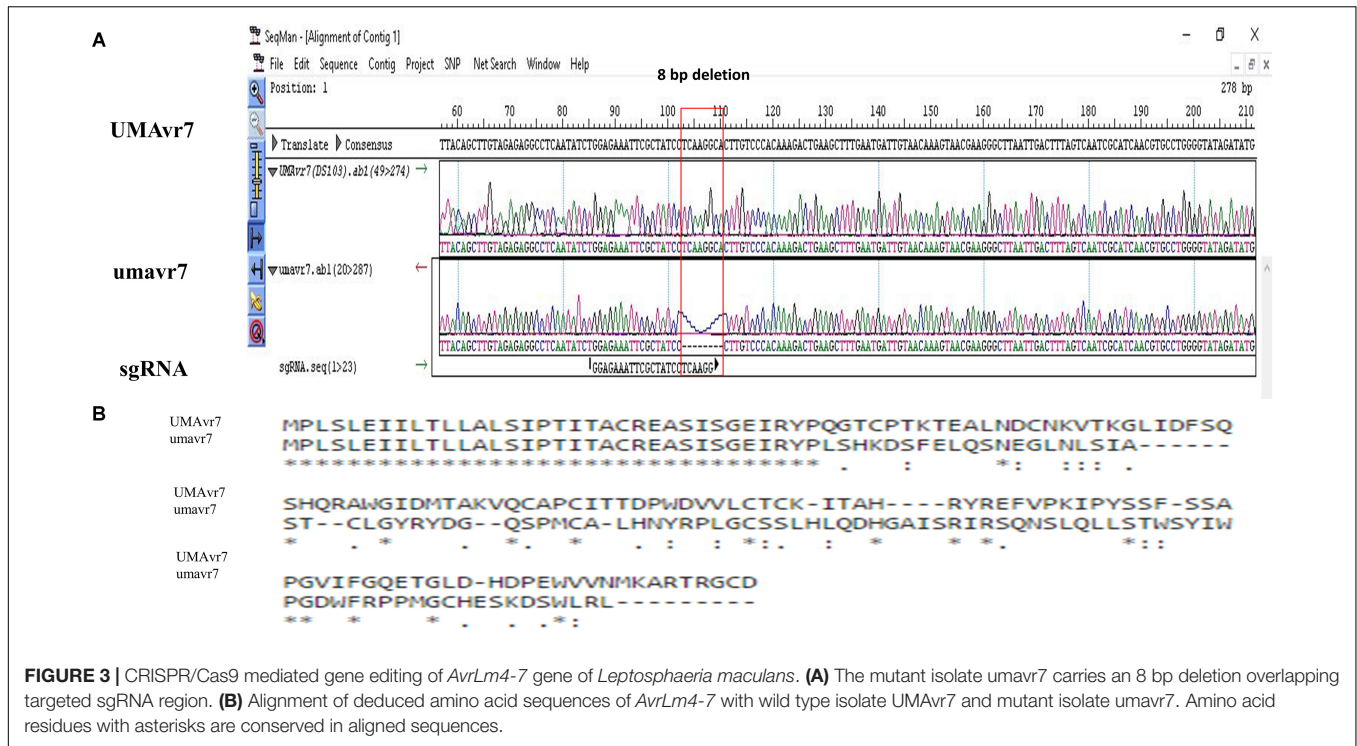 A
SeqMan - [Alignment of Contig 1]
File Edit Sequence Contig Project SNP Net Search Window Help
8 bp deletion
Position: 1
278 bp
60 70 80 90 100 110 120 130 140 150 160 170 180 190 200 210
UMAvr7
Translate Consensus
TTACAGCTTGTAGAGAGGCCTCAATATCTGGAGAAATTCGCTATCCTCAAGGCACTTGTCCCACAAAGACTGAAGCTTTGAATGATTGTAACAAAGTAACGAAGGGCTTAATTGACTTTAGTCAATCGCATCAACGTGCCTGGGGTATAGATATG
UMAvr7(DS103).ab1(49>274) →
TTACAGCTTGTAGAGAGGCCTCAATATCTGGAGAAATTCGCTATCCTCAAGGCACTTGTCCCACAAAGACTGAAGCTTTGAATGATTGTAACAAAGTAACGAAGGGCTTAATTGACTTTAGTCAATCGCATCAACGTGCCTGGGGTATAGATATG
umavr7
umavr7.ab1(20>287) ←
TTACAGCTTGTAGAGAGGCCTCAATATCTGGAGAAATTCGCTATCC--------CTTGTCCCACAAAGACTGAAGCTTTGAATGATTGTAACAAAGTAACGAAGGGCTTAATTGACTTTAGTCAATCGCATCAACGTGCCTGGGGTATAGATATG
sgRNA
sgRNA.seq(1>23) →
GGAGAAATTCGCTATCCTCAAGG
B
UMAvr7 MPLSLEIILTLLALSIPTITACREASISGEIRYPQGTCPTKTEALNDCNKVTKGLIDFSQ
umavr7 MPLSLEIILTLLALSIPTITACREASISGEIRYPLSHKDSFELQSNEGLNLSIA------
********************************** . : *: ::: .
UMAvr7 SHQRAWGIDMTAKVQCAPCITTDPWDVVLCTCK-ITAH----RYREFVPKIPYSSF-SSA
umavr7 ST--CLGYRYDG--QSPMCA-LHNYRPLGCSSLHLQDHGAISRIRSQNSLQLLSTWSYIW
* . * . *. * . : : *:. : * * *. *::
UMAvr7 PGVIFGQETGLD-HDPEWVVNMKARTRGCD
umavr7 PGDWFRPPMGCHESKDSWLRL---------
** * * . . .*:
FIGURE 3 | CRISPR/Cas9 mediated gene editing of AvrLm4-7 gene of Leptosphaeria maculans. (A) The mutant isolate umavr7 carries an 8 bp deletion overlapping
targeted sgRNA region. (B) Alignment of deduced amino acid sequences of AvrLm4-7 with wild type isolate UMAvr7 and mutant isolate umavr7. Amino acid
residues with asterisks are conserved in aligned sequences.